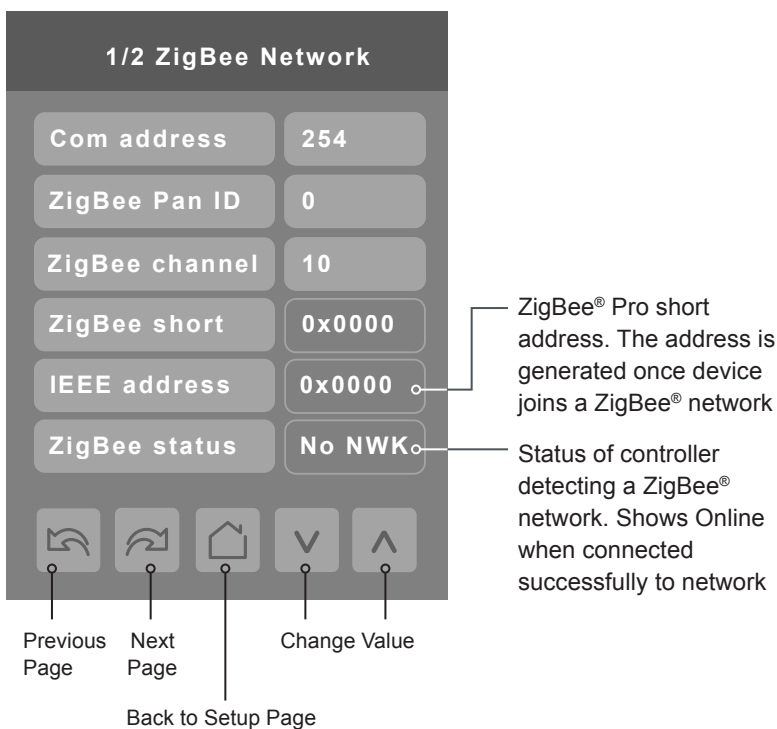 1/2 ZigBee Network
Com address 254
ZigBee Pan ID 0
ZigBee channel 10
ZigBee short 0x0000
IEEE address 0x0000
ZigBee status No NWK
ZigBee® Pro short
address. The address is
generated once device
joins a ZigBee® network
Status of controller
detecting a ZigBee®
network. Shows Online
when connected
successfully to network
Previous
Page
Next
Page
Change Value
Back to Setup Page